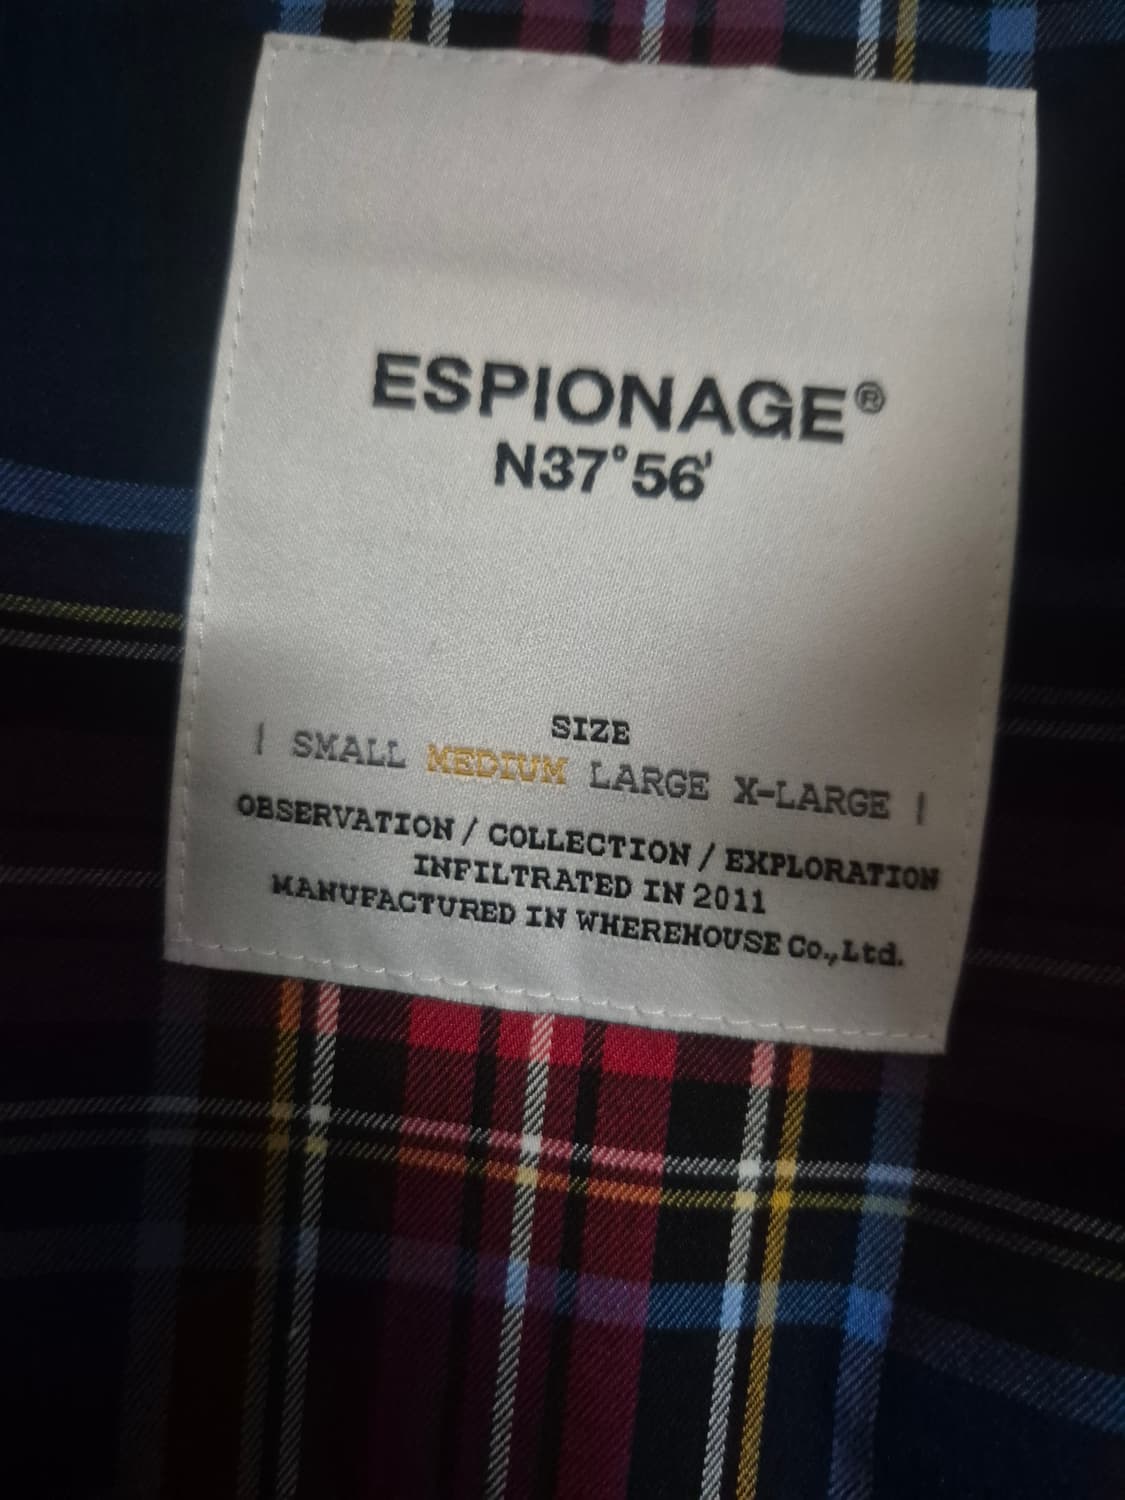 ESPIONAGE®
N37°56'
SIZE
| SMALL MEDIUM LARGE X-LARGE |
OBSERVATION / COLLECTION / EXPLORATION
INFILTRATED IN 2011
MANUFACTURED IN WHEREHOUSE Co.,Ltd.